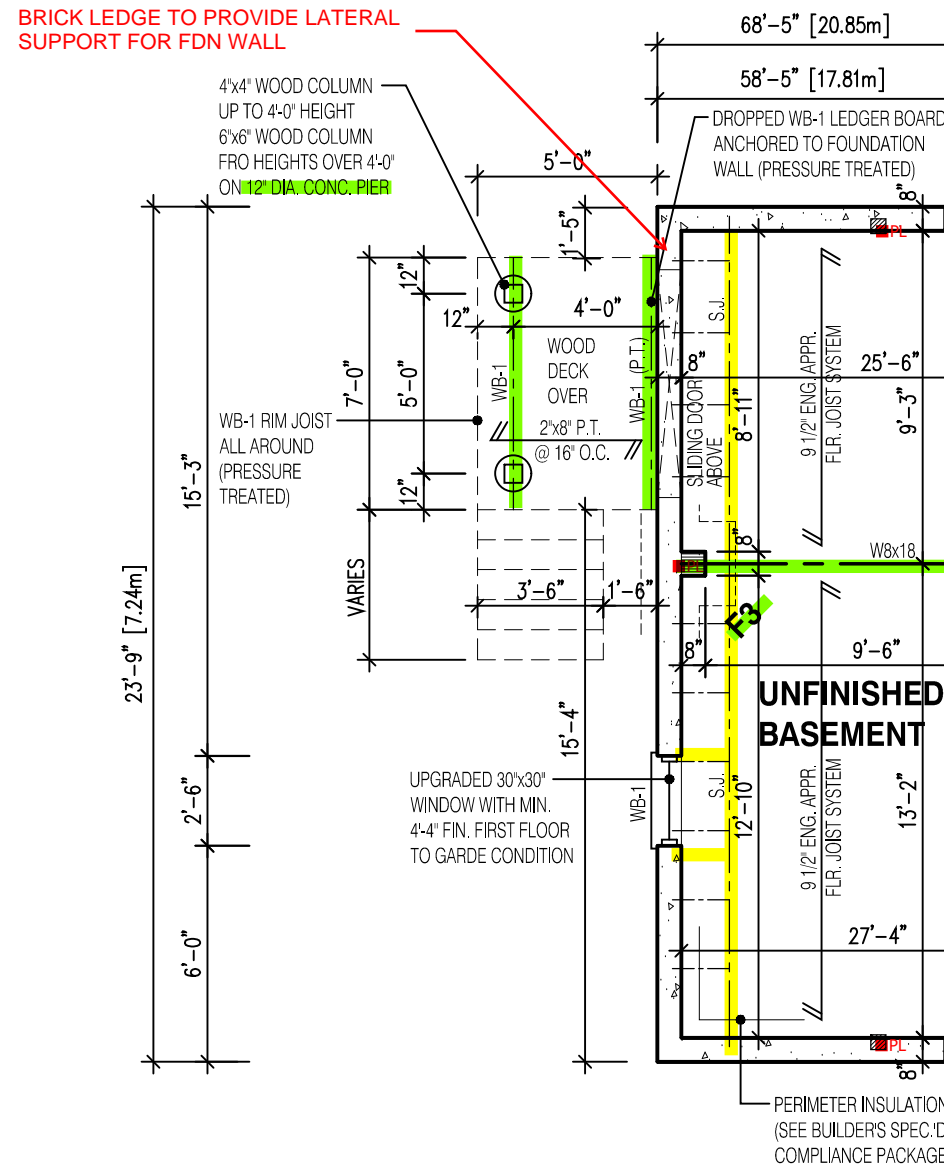 BRICK LEDGE TO PROVIDE LATERAL
SUPPORT FOR FDN WALL
68'-5" [20.85m]
58'-5" [17.81m]
4"x4" WOOD COLUMN
UP TO 4'-0" HEIGHT
6"x6" WOOD COLUMN
FRO HEIGHTS OVER 4'-0"
ON 12" DIA. CONC. PIER
DROPPED WB-1 LEDGER BOARD
ANCHORED TO FOUNDATION
WALL (PRESSURE TREATED)
5'-0"
8"
1'-5"
PL
12"
12"
4'-0"
S.J.
7'-0"
5'-0"
WB-1
WOOD
DECK
OVER
WB-1 (P.T.)
8"
SLIDING DOOR
ABOVE
8'-11"
9 1/2" ENG. APPR.
FLR. JOIST SYSTEM
25'-6"
9'-3"
2"x8" P.T.
@ 16" O.C.
WB-1 RIM JOIST
ALL AROUND
(PRESSURE
TREATED)
12"
15'-3"
23'-9" [7.24m]
VARIES
8"
W8x18
PL
3'-6"
1'-6"
F3
8"
9'-6"
UNFINISHED
BASEMENT
15'-4"
UPGRADED 30"x30"
WINDOW WITH MIN.
4'-4" FIN. FIRST FLOOR
TO GARDE CONDITION
2'-6"
WB-1
S.J.
12'-10"
9 1/2" ENG. APPR.
FLR. JOIST SYSTEM
13'-2"
6'-0"
27'-4"
PL
8"
PERIMETER INSULATION
(SEE BUILDER'S SPEC.'D
COMPLIANCE PACKAGE